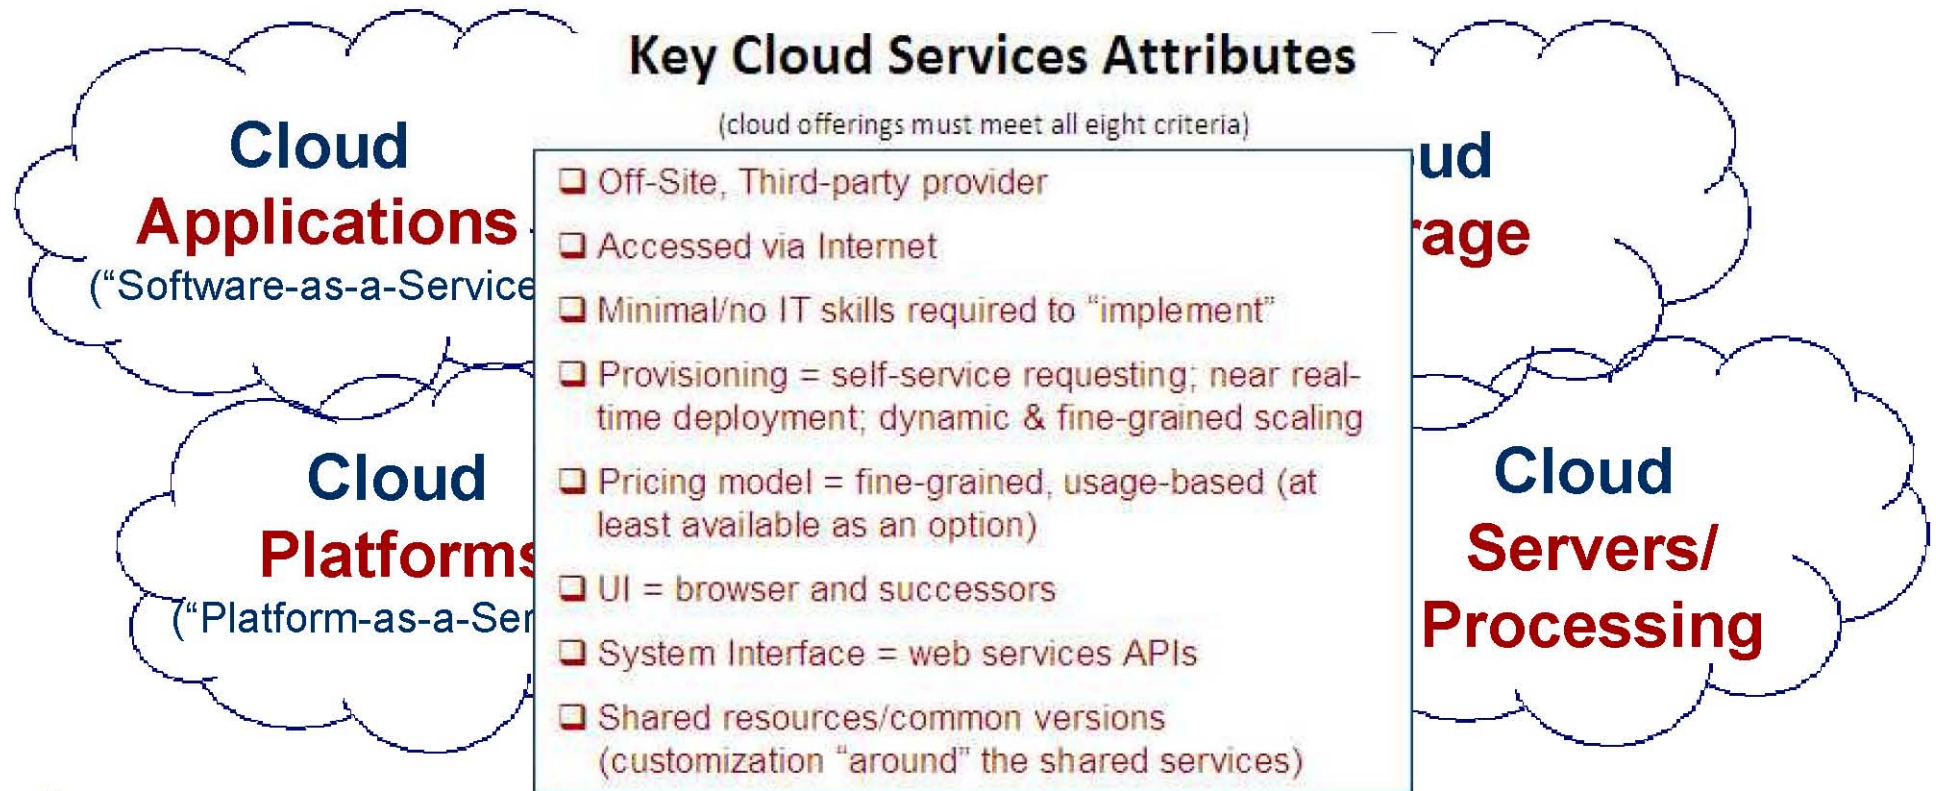 Key Cloud Services Attributes
(cloud offerings must meet all eight criteria)
Cloud
Applications
(“Software-as-a-Service
❑ Off-Site, Third-party provider
❑ Accessed via Internet
❑ Minimal/no IT skills required to “implement”
❑ Provisioning = self-service requesting; near real-
time deployment; dynamic & fine-grained scaling
❑ Pricing model = fine-grained, usage-based (at
least available as an option)
❑ UI = browser and successors
❑ System Interface = web services APIs
❑ Shared resources/common versions
(customization “around” the shared services)
ud
rage
Cloud
Platforms
(“Platform-as-a-Ser
Cloud
Servers/
Processing